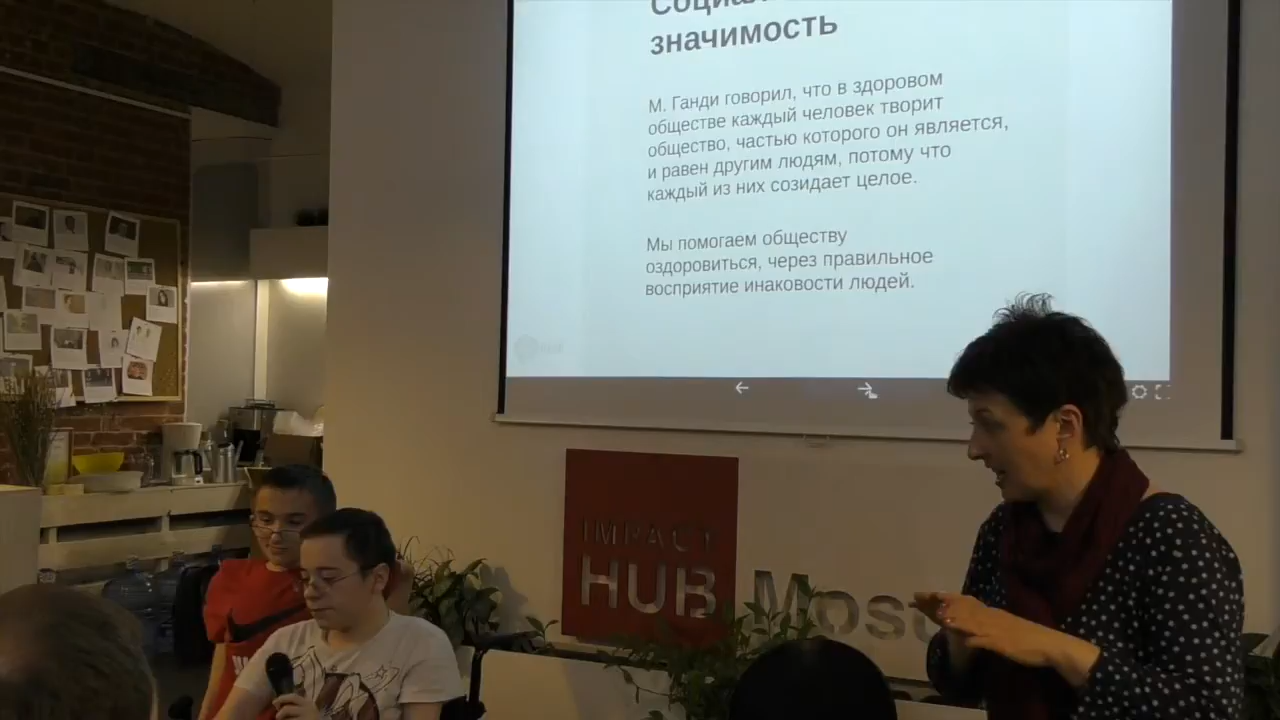 значимость
М. Ганди говорил, что в здоровом
обществе каждый человек творит
общество, частью которого он является,
и равен другим людям, потому что
каждый из них созидает целое.
Мы помогаем обществу
оздоровиться, через правильное
восприятие инаковости людей.
IMPACT
HUB